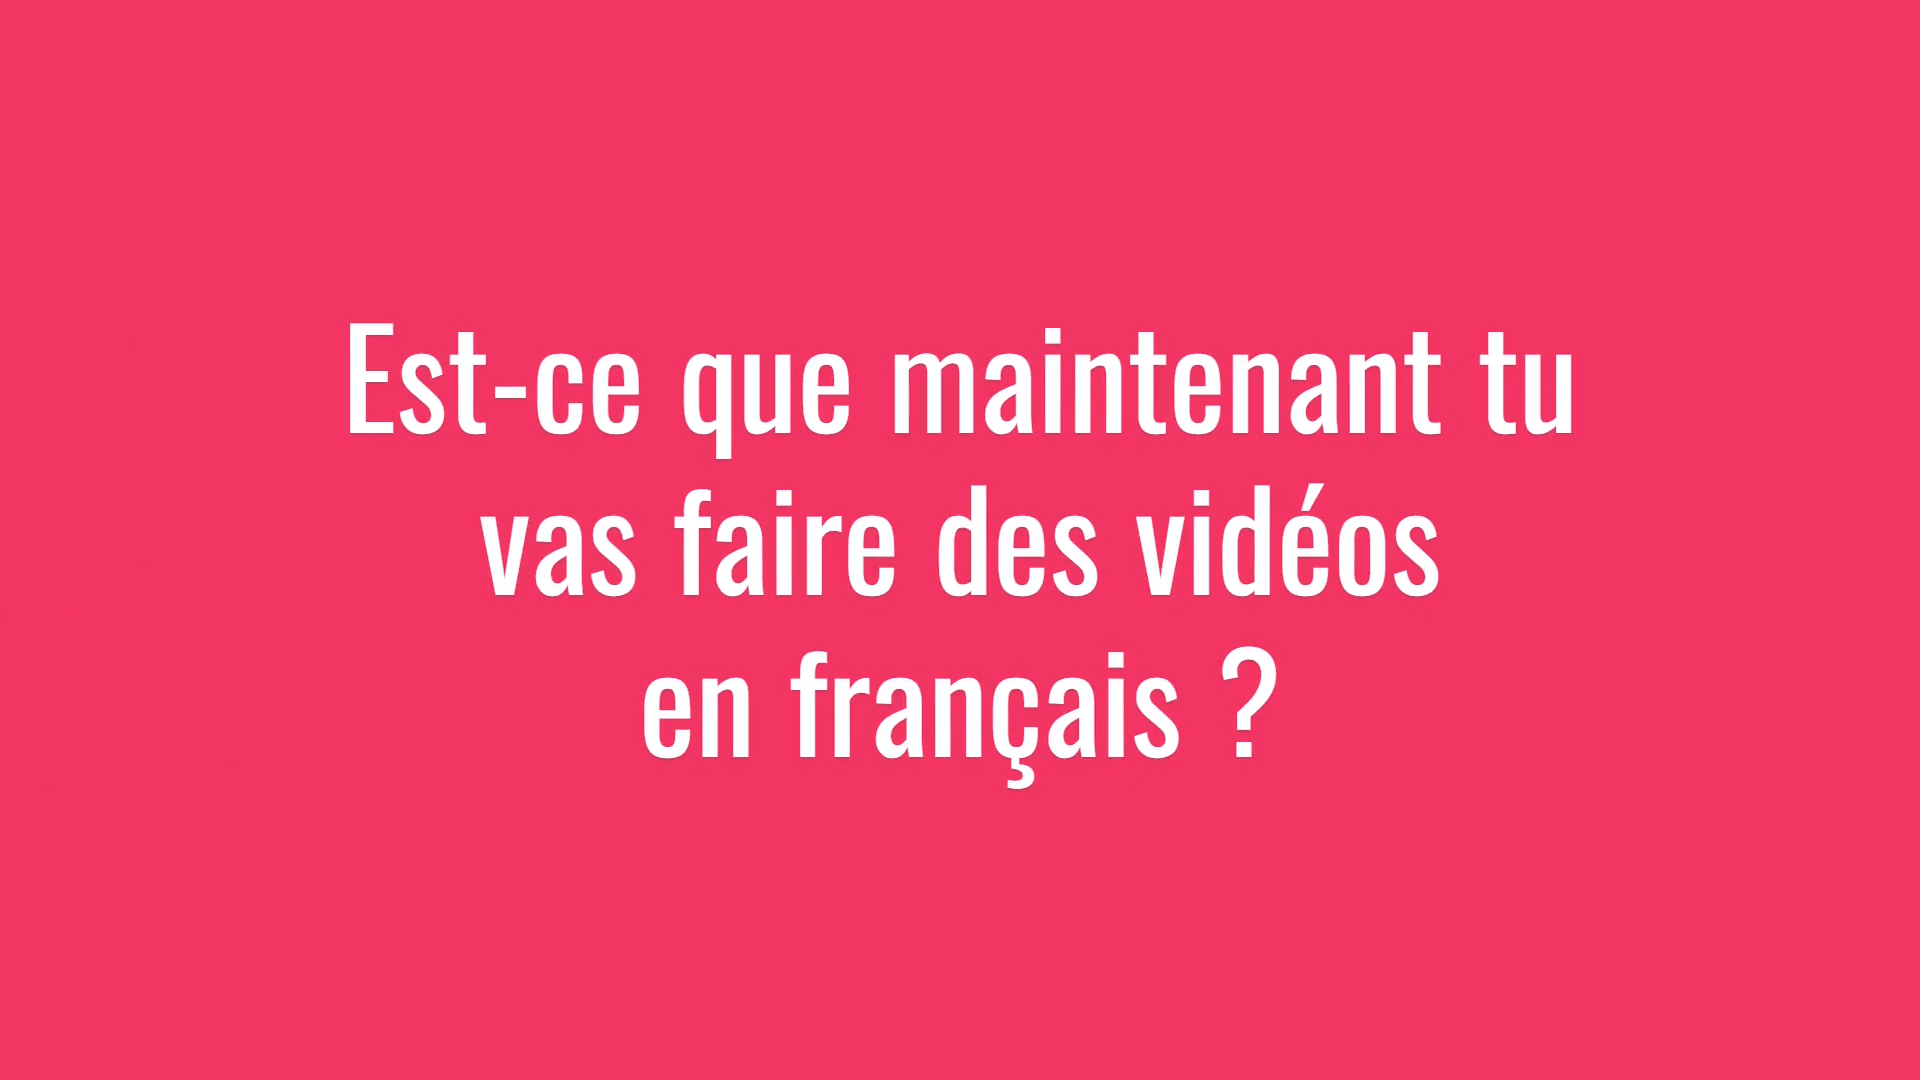 Est-ce que maintenant tu
vas faire des vidéos
en français ?